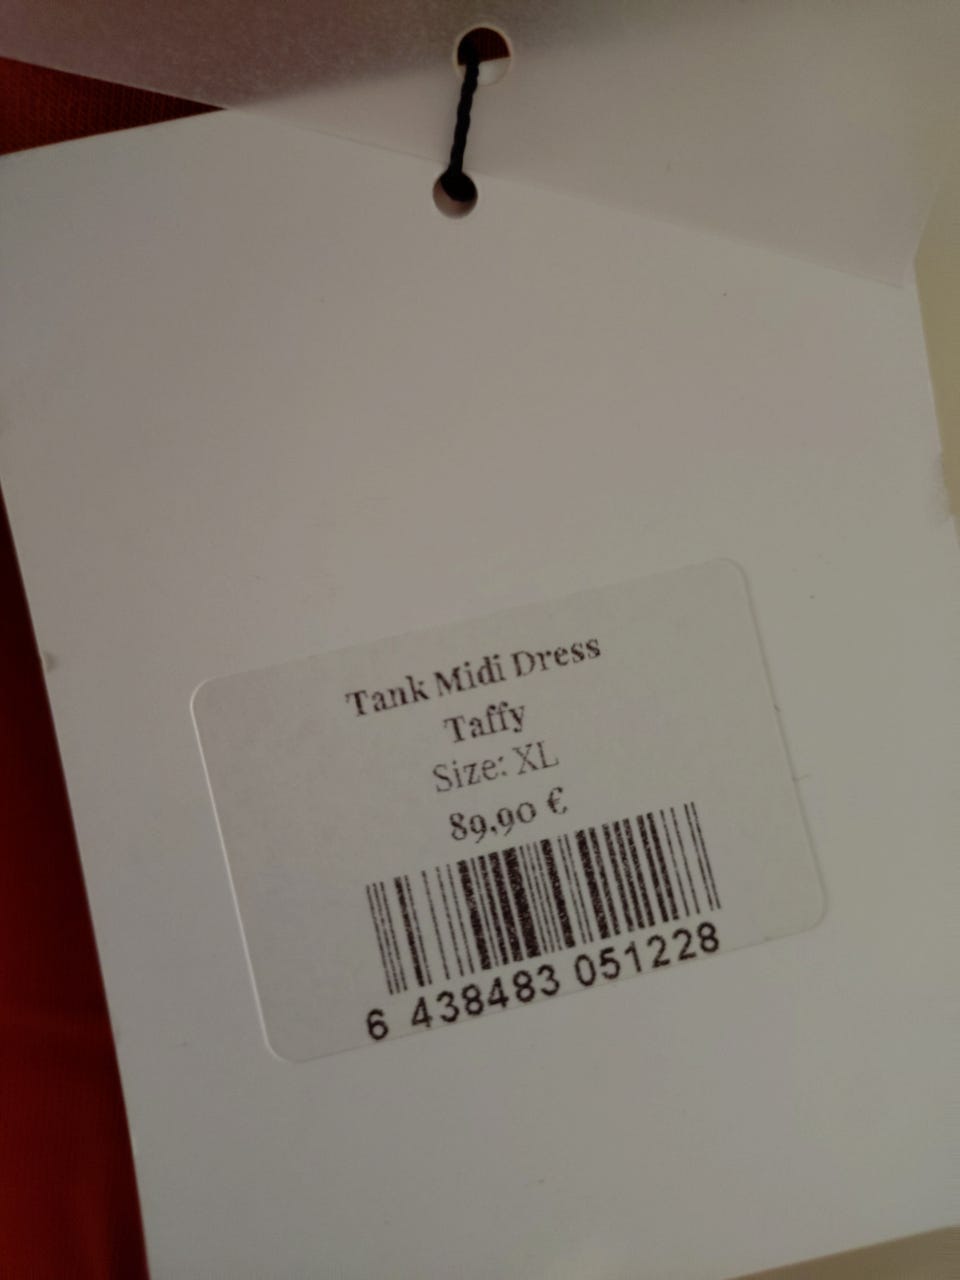 Tank Midi Dress
Taffy
Size: XL
89,90 €
6 438483 051228